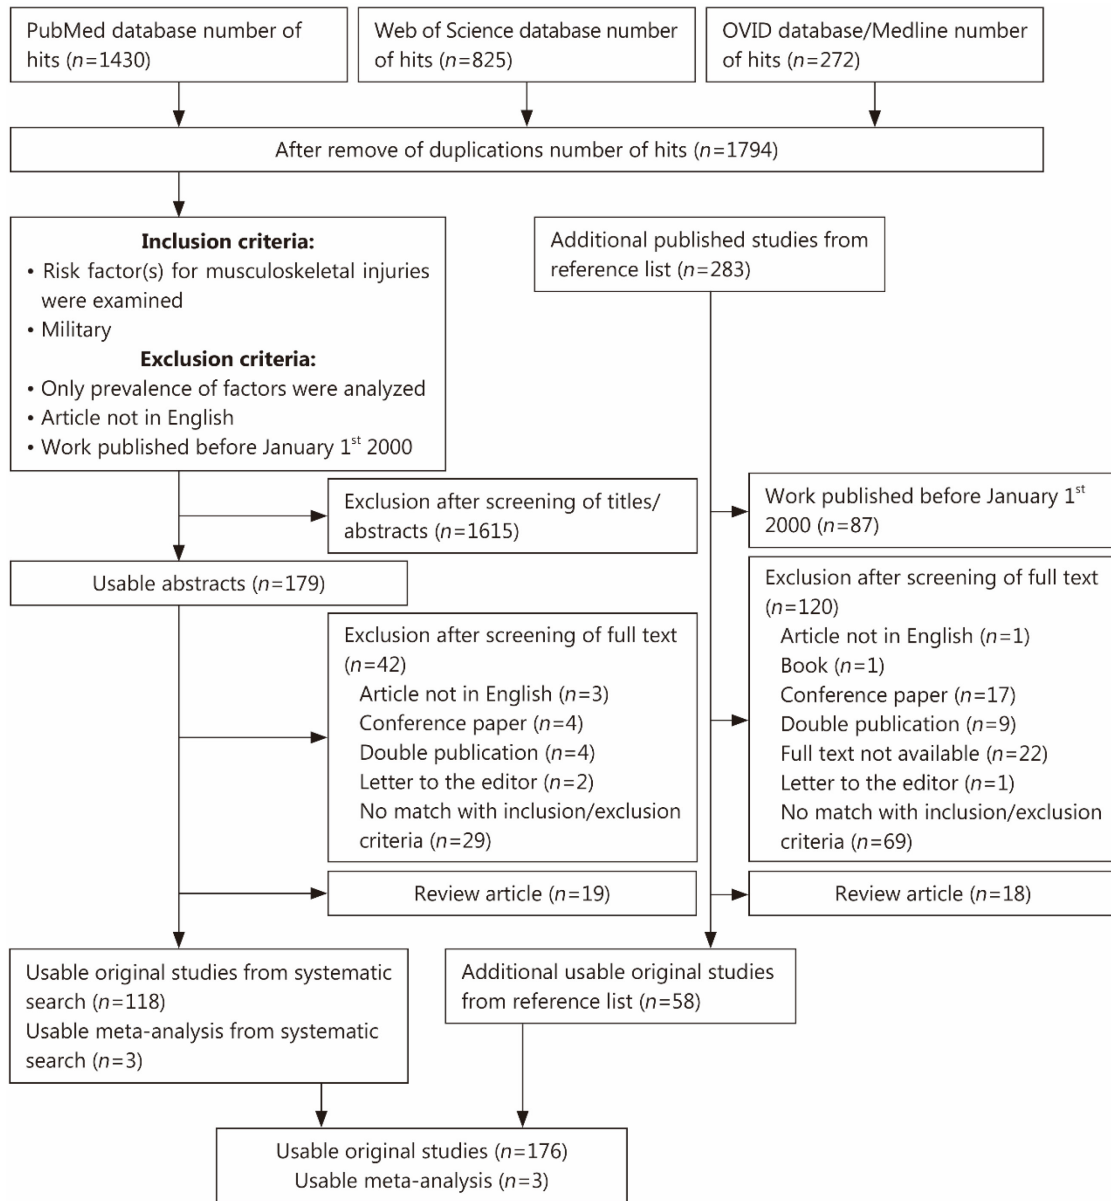 PubMed database number of
hits (n=1430)
Web of Science database number
of hits (n=825)
OVID database/Medline number
of hits (n=272)
After remove of duplications number of hits (n=1794)
Inclusion criteria:
• Risk factor(s) for musculoskeletal injuries
were examined
• Military
Exclusion criteria:
• Only prevalence of factors were analyzed
• Article not in English
• Work published before January 1st 2000
Additional published studies from
reference list (n=283)
Exclusion after screening of titles/
abstracts (n=1615)
Work published before January 1st
2000 (n=87)
Usable abstracts (n=179)
Exclusion after screening of full text
(n=42)
Article not in English (n=3)
Conference paper (n=4)
Double publication (n=4)
Letter to the editor (n=2)
No match with inclusion/exclusion
criteria (n=29)
Exclusion after screening of full text
(n=120)
Article not in English (n=1)
Book (n=1)
Conference paper (n=17)
Double publication (n=9)
Full text not available (n=22)
Letter to the editor (n=1)
No match with inclusion/exclusion
criteria (n=69)
Review article (n=19)
Review article (n=18)
Usable original studies from systematic
search (n=118)
Usable meta-analysis from systematic
search (n=3)
Additional usable original studies
from reference list (n=58)
Usable original studies (n=176)
Usable meta-analysis (n=3)